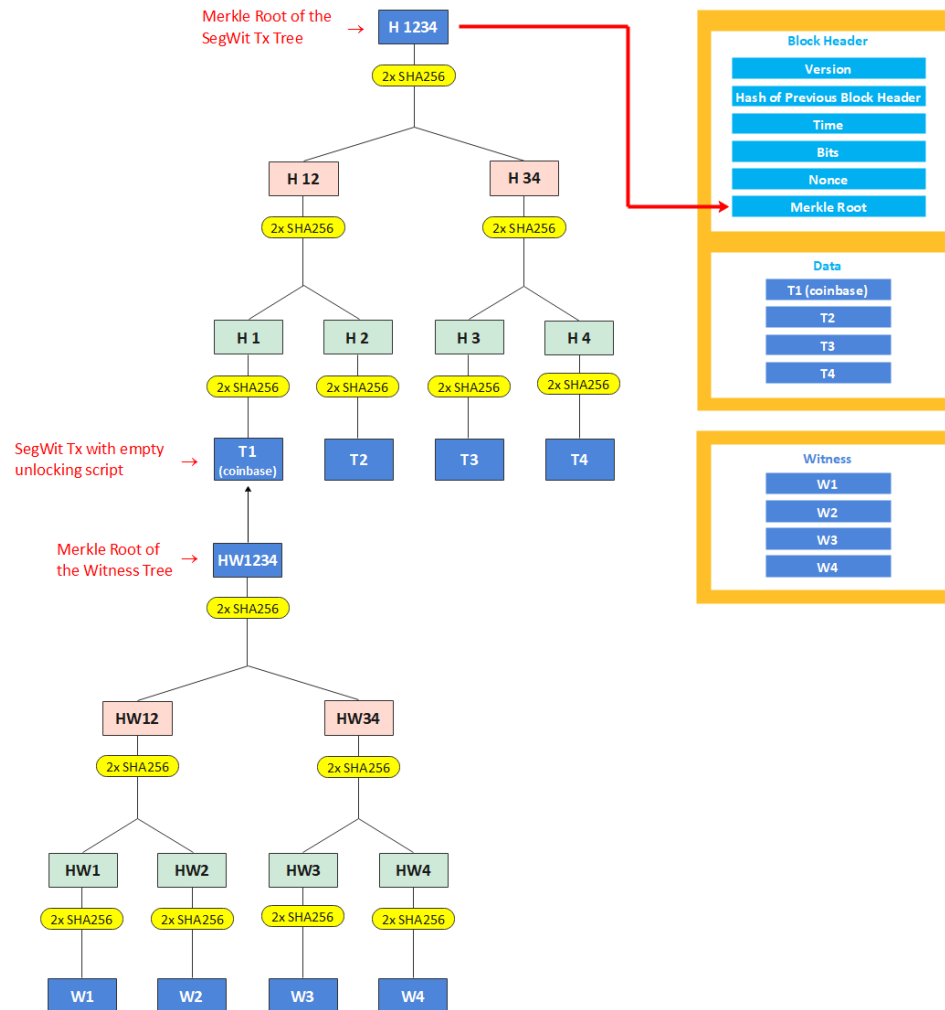 Merkle Root of the
SegWit Tx Tree
→
H 1234
2x SHA256
H 12
H 34
2x SHA256
2x SHA256
H 1
H 2
H 3
H 4
2x SHA256
2x SHA256
2x SHA256
2x SHA256
SegWit Tx with empty
unlocking script
→
T1
(coinbase)
T2
T3
T4
Merkle Root of
the Witness Tree
→
HW1234
2x SHA256
HW12
HW34
2x SHA256
2x SHA256
HW1
HW2
HW3
HW4
2x SHA256
2x SHA256
2x SHA256
2x SHA256
W1
W2
W3
W4
Block Header
Version
Hash of Previous Block Header
Time
Bits
Nonce
Merkle Root
Data
T1 (coinbase)
T2
T3
T4
Witness
W1
W2
W3
W4